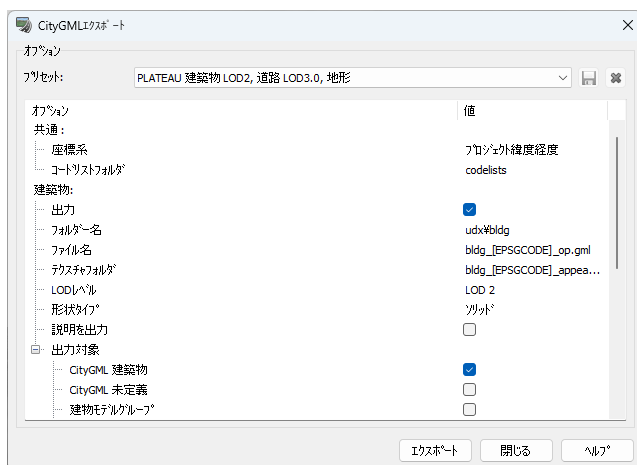 CityGMLｴｸｽﾎﾟｰﾄ
ｵﾌﾟｼｮﾝ
ﾌﾟﾘｾｯﾄ: PLATEAU 建築物 LOD2, 道路 LOD3.0, 地形
ｵﾌﾟｼｮﾝ 値
共通 :
座標系 ﾌﾟﾛｼﾞｪｸﾄ緯度経度
ｺｰﾄﾞﾘｽﾄﾌｫﾙﾀﾞ codelists
建築物:
出力
ﾌｫﾙﾀﾞｰ名 udx¥bldg
ﾌｧｲﾙ名 bldg_[EPSGCODE]_op.gml
ﾃｸｽﾁｬﾌｫﾙﾀﾞ bldg_[EPSGCODE]_appea...
LODﾚﾍﾞﾙ LOD 2
形状ﾀｲﾌﾟ ｿﾘｯﾄﾞ
説明を出力
出力対象
CityGML 建築物
CityGML 未定義
建物ﾓﾃﾞﾙｸﾞﾙｰﾌﾟ
ｴｸｽﾎﾟｰﾄ 閉じる ﾍﾙﾌﾟ